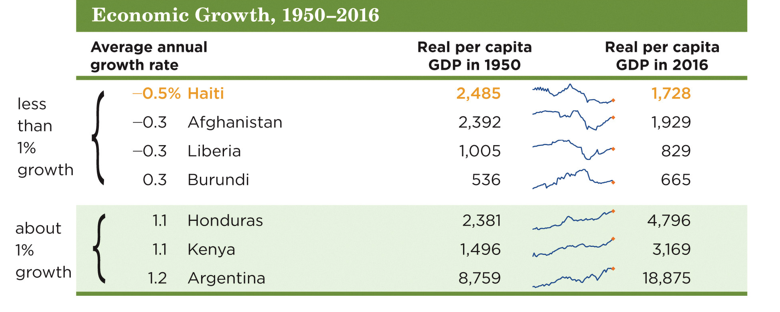 Economic Growth, 1950–2016
Average annual growth rate Real per capita GDP in 1950 Real per capita GDP in 2016
less than 1% growth
–0.5% Haiti 2,485 1,728
–0.3 Afghanistan 2,392 1,929
–0.3 Liberia 1,005 829
0.3 Burundi 536 665
about 1% growth
1.1 Honduras 2,381 4,796
1.1 Kenya 1,496 3,169
1.2 Argentina 8,759 18,875